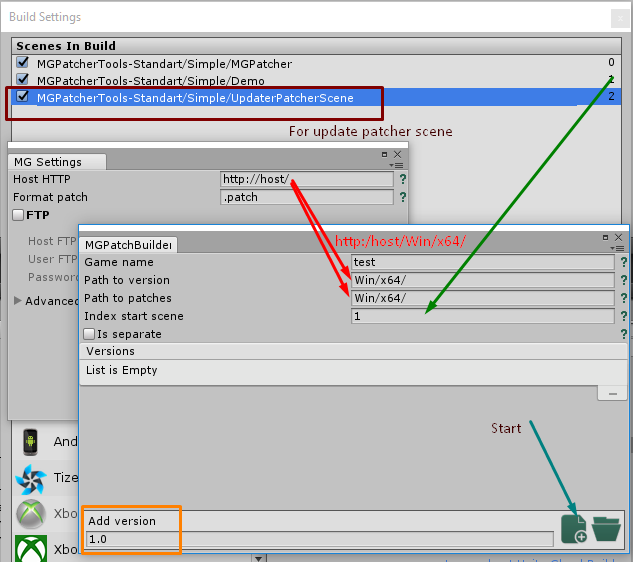 Build Settings
x
Scenes In Build
MGPatcherTools-Standart/Simple/MGPatcher 0
MGPatcherTools-Standart/Simple/Demo 1
MGPatcherTools-Standart/Simple/UpdaterPatcherScene 2
For update patcher scene
MG Settings
Host HTTP http://host/ ?
Format patch .patch ?
FTP
Host FTP
User FTP
Password
Advanced
MGPatchBuilder
http:/host/Win/x64/
Game name test ?
Path to version Win/x64/ ?
Path to patches Win/x64/ ?
Index start scene 1 ?
Is separate ?
Versions
List is Empty
Start
And
Tize
Xbo
Xbo
Add version
1.0